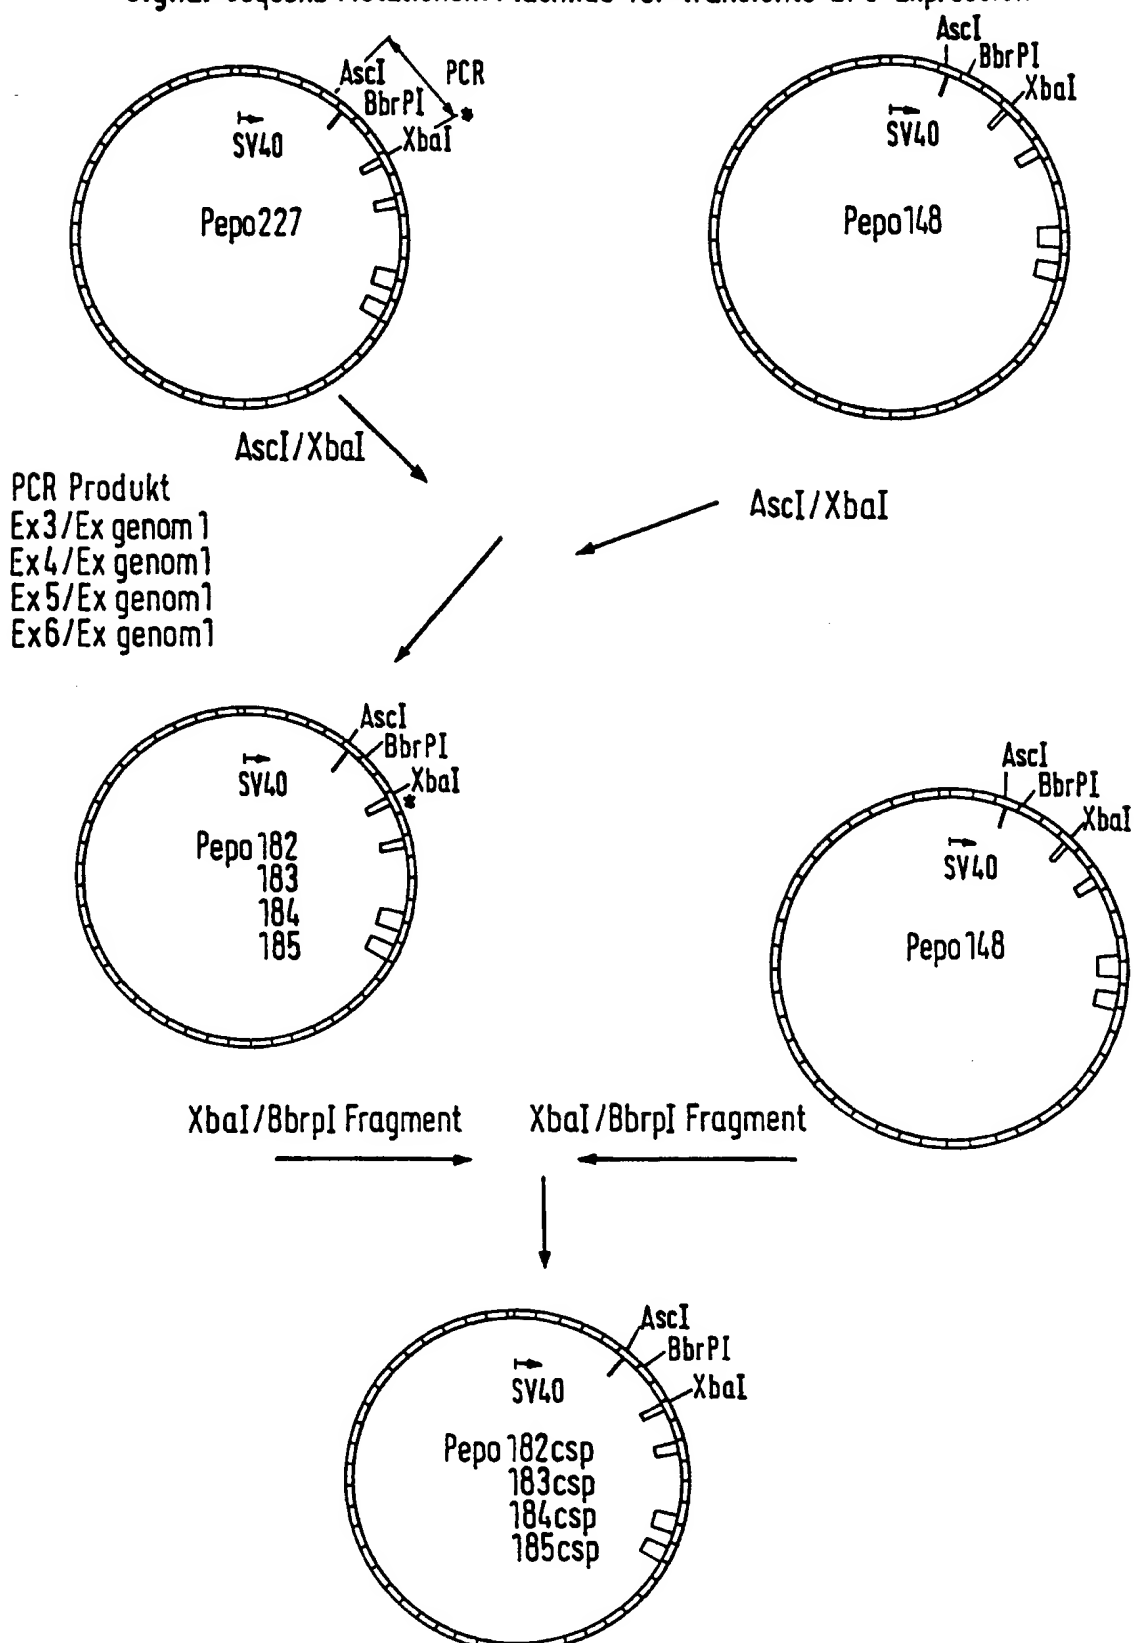 AscI
BbrPI
XbaI
PCR
*
SV40
Pepo227
AscI
BbrPI
XbaI
SV40
Pepo148
AscI/XbaI
PCR Produkt
Ex3/Ex genom1
Ex4/Ex genom1
Ex5/Ex genom1
Ex6/Ex genom1
AscI/XbaI
AscI
BbrPI
XbaI
*
SV40
Pepo182
183
184
185
AscI
BbrPI
XbaI
SV40
Pepo148
XbaI/BbrpI Fragment
XbaI/BbrpI Fragment
AscI
BbrPI
XbaI
SV40
Pepo182csp
183csp
184csp
185csp